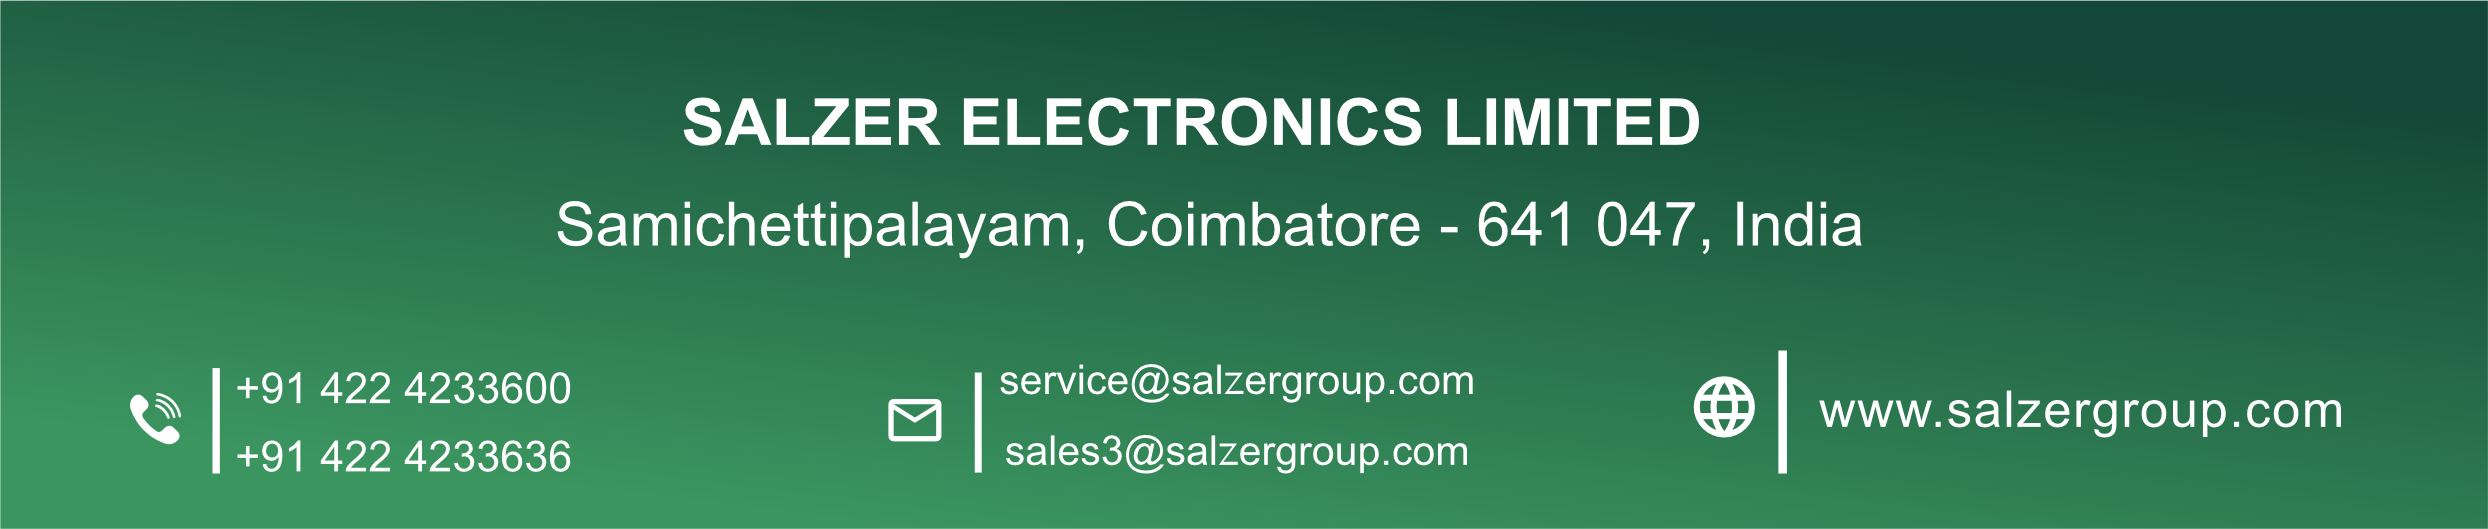 SALZER ELECTRONICS LIMITED
Samichettipalayam, Coimbatore - 641 047, India
+91 422 4233600
+91 422 4233636
service@salzergroup.com
sales3@salzergroup.com
www.salzergroup.com